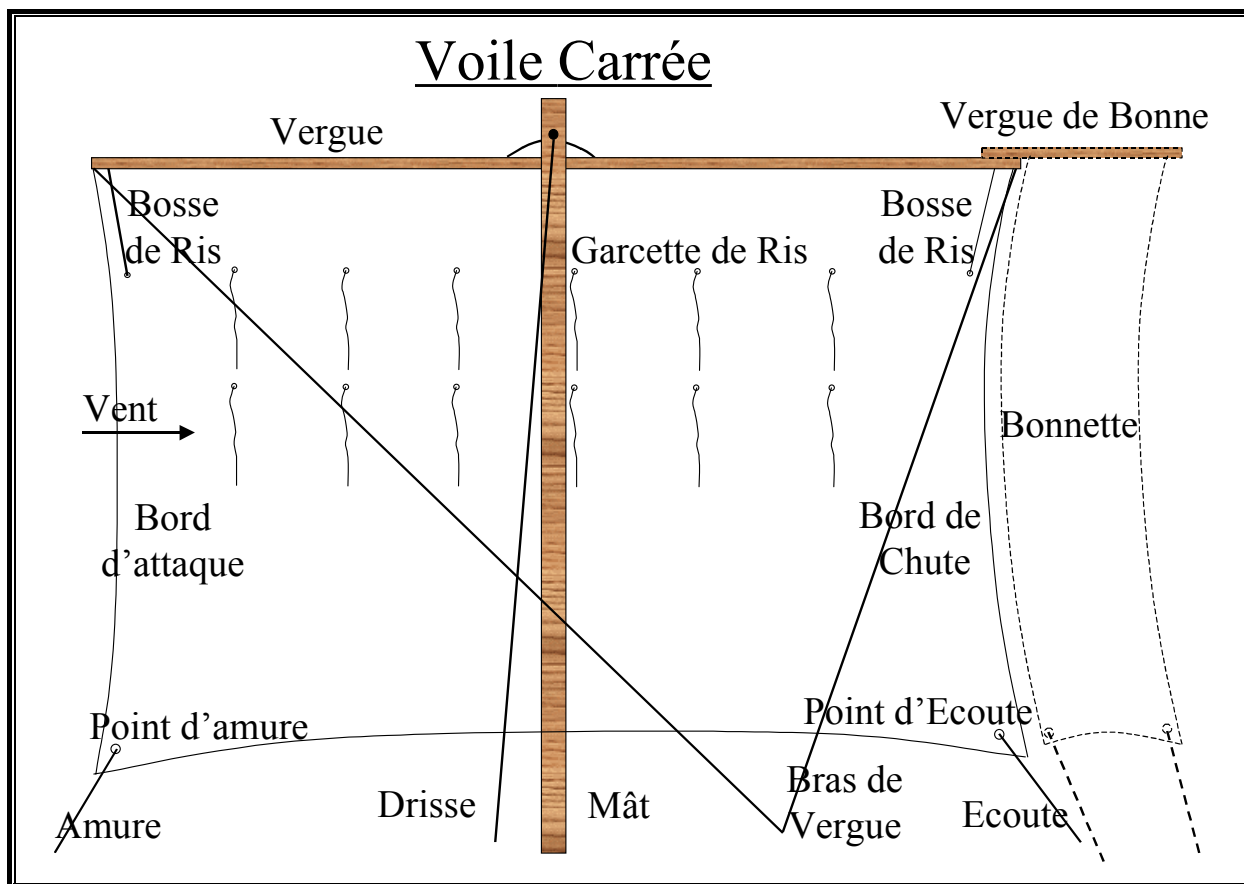 Voile Carrée
Vergue
Vergue de Bonne
Bosse
de Ris
Garcette de Ris
Bosse
de Ris
Vent
Bonnette
Bord
d’attaque
Bord de
Chute
Point d’amure
Point d’Ecoute
Amure
Drisse
Mât
Bras de
Vergue
Ecoute